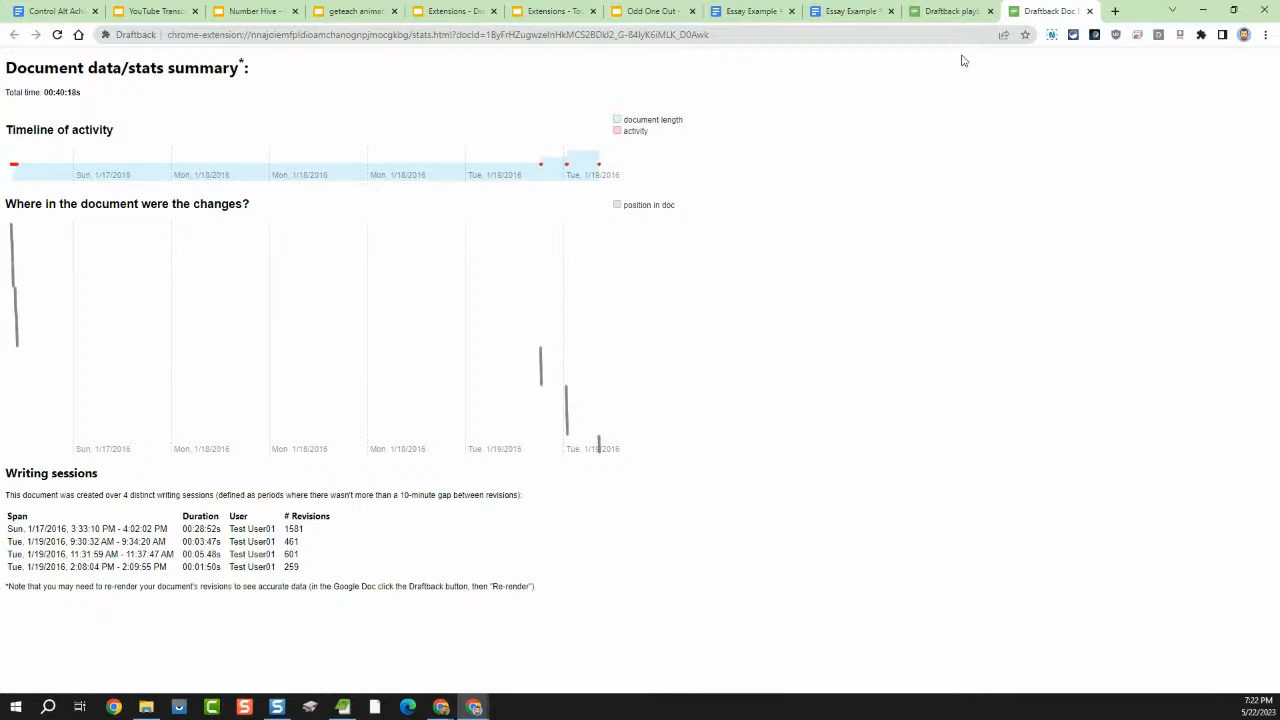 Control Alt Achi
YouTube Transc
Number Hive -
geteach animat
Extensions - Do
Extensions - To
Odd One Out -
Essay Example
Essay Example
Draftback playb
Draftback Doc
Draftback | chrome-extension://nnajoiemfpldioamchanognpjmocgkbg/stats.html?docId=1ByFrHZugwzeInHkMCS2BDkI2_G-84IyK6iMLK_D0Awk
Document data/stats summary*:
Total time: 00:40:18s
Timeline of activity
document length
activity
Sun, 1/17/2016 Mon, 1/18/2016 Mon, 1/18/2016 Mon, 1/18/2016 Tue, 1/19/2016 Tue, 1/19/2016
Where in the document were the changes?
position in doc
Sun, 1/17/2016 Mon, 1/18/2016 Mon, 1/18/2016 Mon, 1/18/2016 Tue, 1/19/2016 Tue, 1/19/2016
Writing sessions
This document was created over 4 distinct writing sessions (defined as periods where there wasn't more than a 10-minute gap between revisions):
Span Duration User # Revisions
Sun, 1/17/2016, 3:33:10 PM - 4:02:02 PM 00:28:52s Test User01 1581
Tue, 1/19/2016, 9:30:32 AM - 9:34:20 AM 00:03:47s Test User01 461
Tue, 1/19/2016, 11:31:59 AM - 11:37:47 AM 00:05:48s Test User01 601
Tue, 1/19/2016, 2:08:04 PM - 2:09:55 PM 00:01:50s Test User01 259
*Note that you may need to re-render your document's revisions to see accurate data (in the Google Doc click the Draftback button, then "Re-render").
7:22 PM
5/22/2023